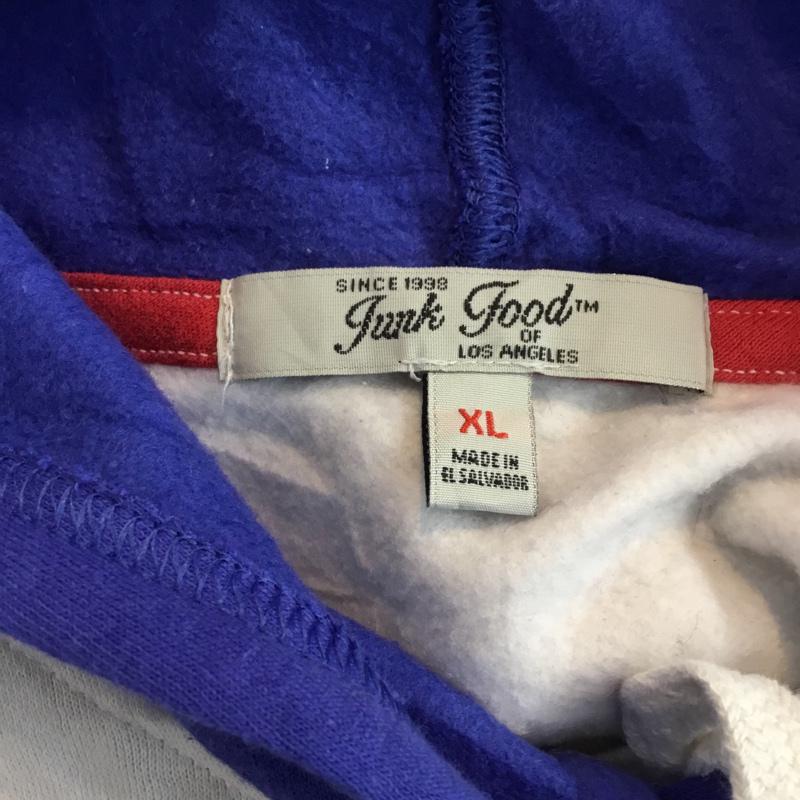 SINCE 1998
Junk Food™
OF
LOS ANGELES
XL
MADE IN
EL SALVADOR